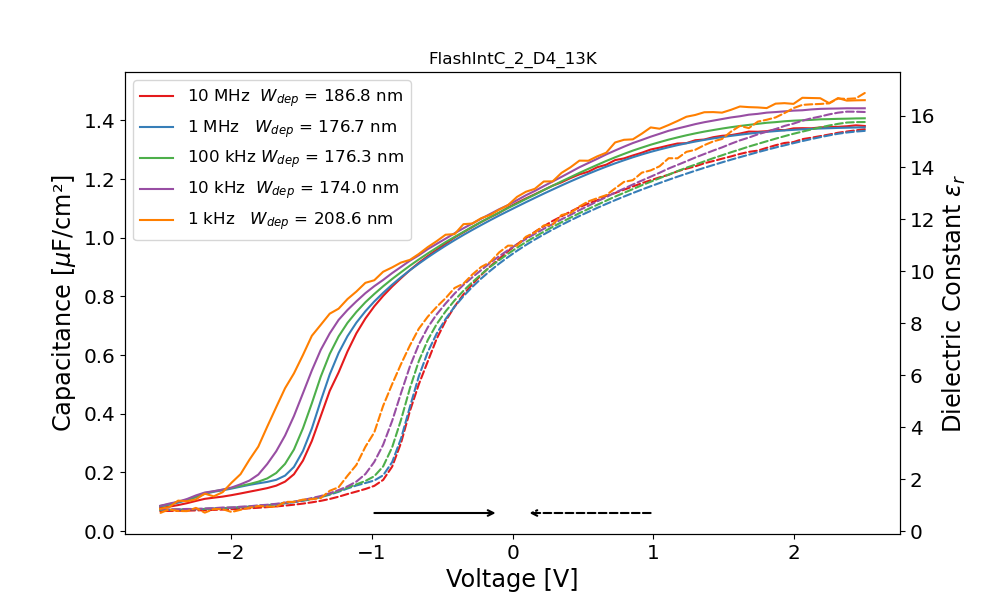 FlashIntC_2_D4_13K
10 MHz W_dep = 186.8 nm
1 MHz W_dep = 176.7 nm
100 kHz W_dep = 176.3 nm
10 kHz W_dep = 174.0 nm
1 kHz W_dep = 208.6 nm
Capacitance [μF/cm²]
1.4
1.2
1.0
0.8
0.6
0.4
0.2
0.0
Dielectric Constant ε_r
16
14
12
10
8
6
4
2
0
−2 −1 0 1 2
Voltage [V]